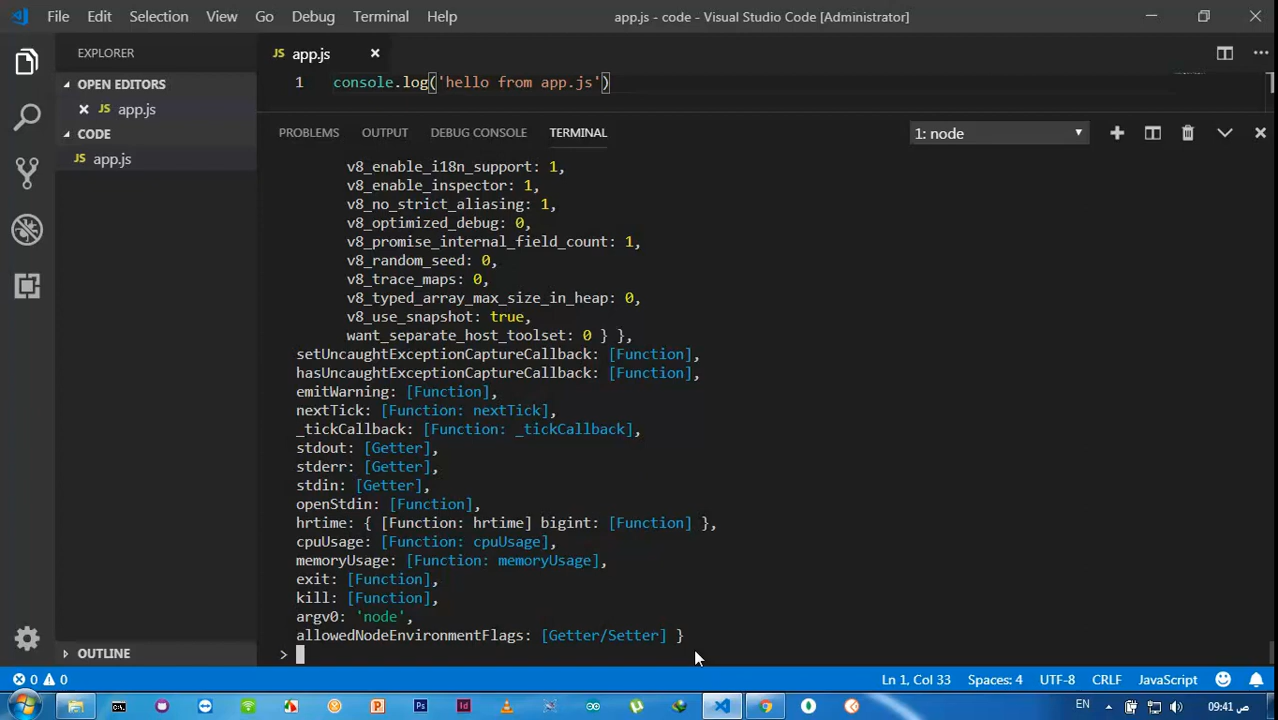 File Edit Selection View Go Debug Terminal Help app.js - code - Visual Studio Code [Administrator]
EXPLORER
OPEN EDITORS
JS app.js
CODE
JS app.js
OUTLINE
JS app.js
1 console.log('hello from app.js')
PROBLEMS OUTPUT DEBUG CONSOLE TERMINAL 1: node
v8_enable_i18n_support: 1,
v8_enable_inspector: 1,
v8_no_strict_aliasing: 1,
v8_optimized_debug: 0,
v8_promise_internal_field_count: 1,
v8_random_seed: 0,
v8_trace_maps: 0,
v8_typed_array_max_size_in_heap: 0,
v8_use_snapshot: true,
want_separate_host_toolset: 0 } },
setUncaughtExceptionCaptureCallback: [Function],
hasUncaughtExceptionCaptureCallback: [Function],
emitWarning: [Function],
nextTick: [Function: nextTick],
_tickCallback: [Function: _tickCallback],
stdout: [Getter],
stderr: [Getter],
stdin: [Getter],
openStdin: [Function],
hrtime: { [Function: hrtime] bigint: [Function] },
cpuUsage: [Function: cpuUsage],
memoryUsage: [Function: memoryUsage],
exit: [Function],
kill: [Function],
argv0: 'node',
allowedNodeEnvironmentFlags: [Getter/Setter] }
>
0 0 Ln 1, Col 33 Spaces: 4 UTF-8 CRLF JavaScript
Ps Id EN 09:41 ص